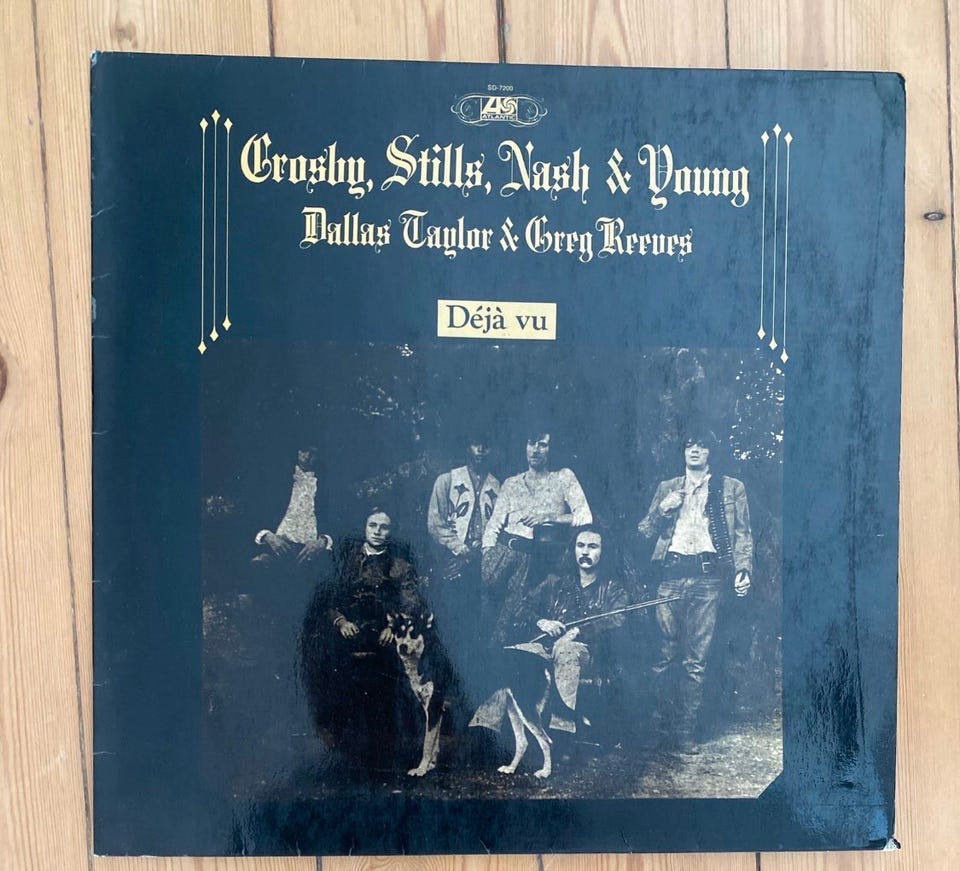 SD-7200
ATLANTIC
Crosby, Stills, Nash & Young
Dallas Taylor & Greg Reeves
Déjà vu